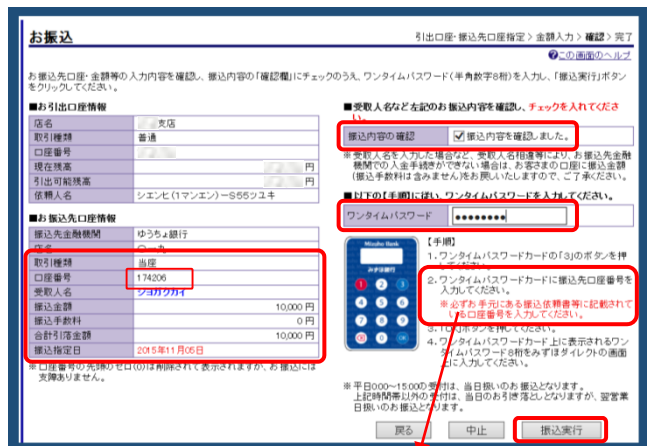 お振込
引出口座・振込先口座指定 > 金額入力 > 確認 > 完了
この画面のヘルプ
お振込先口座・金額等の入力内容を確認し、振込内容の「確認欄」にチェックのうえ、ワンタイムパスワード(半角数字8桁)を入力し、「振込実行」ボタン
をクリックしてください。
■お引出口座情報
店名 支店
取引種類 普通
口座番号
現在残高 円
引出可能残高 円
依頼人名 シエンヒ(1マンエン)-S55ツユキ
■お振込先口座情報
振込先金融機関 ゆうちょ銀行
店名 〇一九
取引種類 当座
口座番号 174206
受取人名 ショガクカイ
振込金額 10,000 円
振込手数料 0 円
合計引落金額 10,000 円
振込指定日 2015年11月05日
※口座番号の先頭のゼロ(0)は削除されて表示されますが、お振込には
支障ありません。
■受取人名など左記のお振込内容を確認し、チェックを入れてくださ
い。
振込内容の確認 振込内容を確認しました。
※受取人名を入力した場合など、受取人名相違等により、お振込先金融
機関での入金手続きができない場合は、お客さまの口座に振込金額
(振込手数料は含みません)をお戻しいたしますので、ご了承ください。
■以下の【手順】に従い、ワンタイムパスワードを入力してください。
ワンタイムパスワード ●●●●●●●●
Mizuho Bank
みずほ銀行
1 2 3
4 5 6
7 8 9
0 OK
【手順】
1.ワンタイムパスワードカードの「3」のボタンを押
してください。
2.ワンタイムパスワードカードに振込先口座番号を
入力してください。
※必ずお手元にある振込依頼書等に記載されて
いる口座番号を入力してください。
3.「OK」ボタンを押してください。
4.ワンタイムパスワードカード上に表示されるワン
タイムパスワード8桁をみずほダイレクトの画面
上に入力してください。
※平日0:00~15:00の受付は、当日扱いのお振込となります。
上記時間帯以外の受付は、当日のお引き落としとなりますが、翌営業
日扱いのお振込となります。
戻る 中止 振込実行